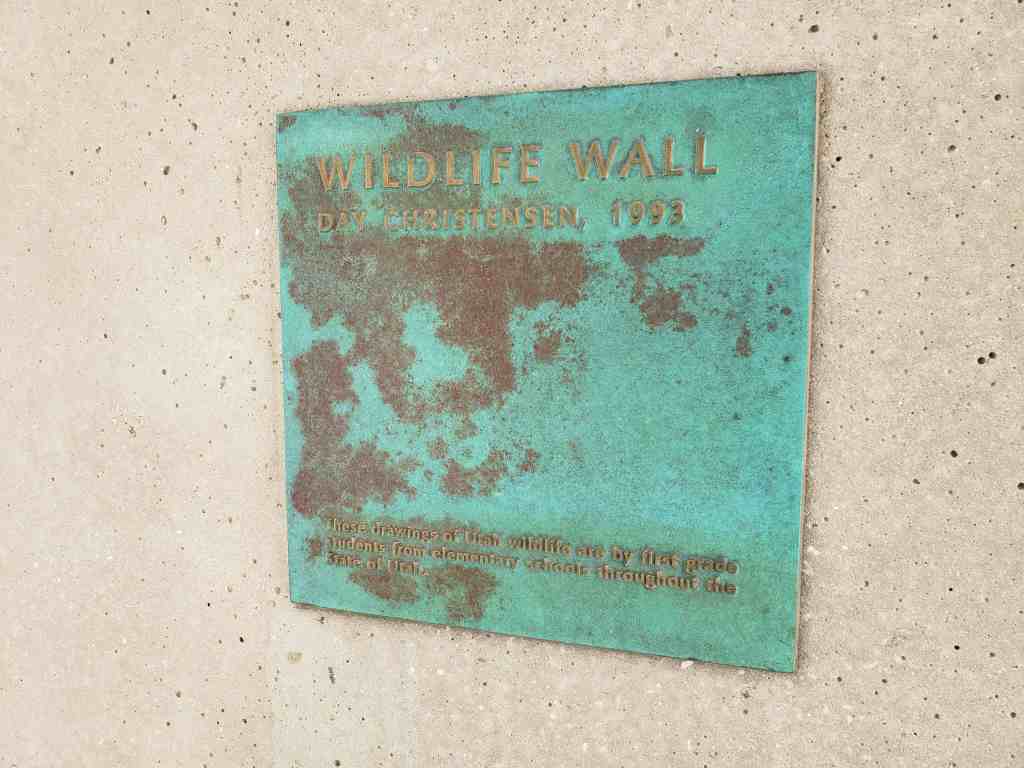 WILDLIFE WALL
DAY CHRISTENSEN, 1993
These drawings of Utah wildlife are by first grade
students from elementary schools throughout the
State of Utah.